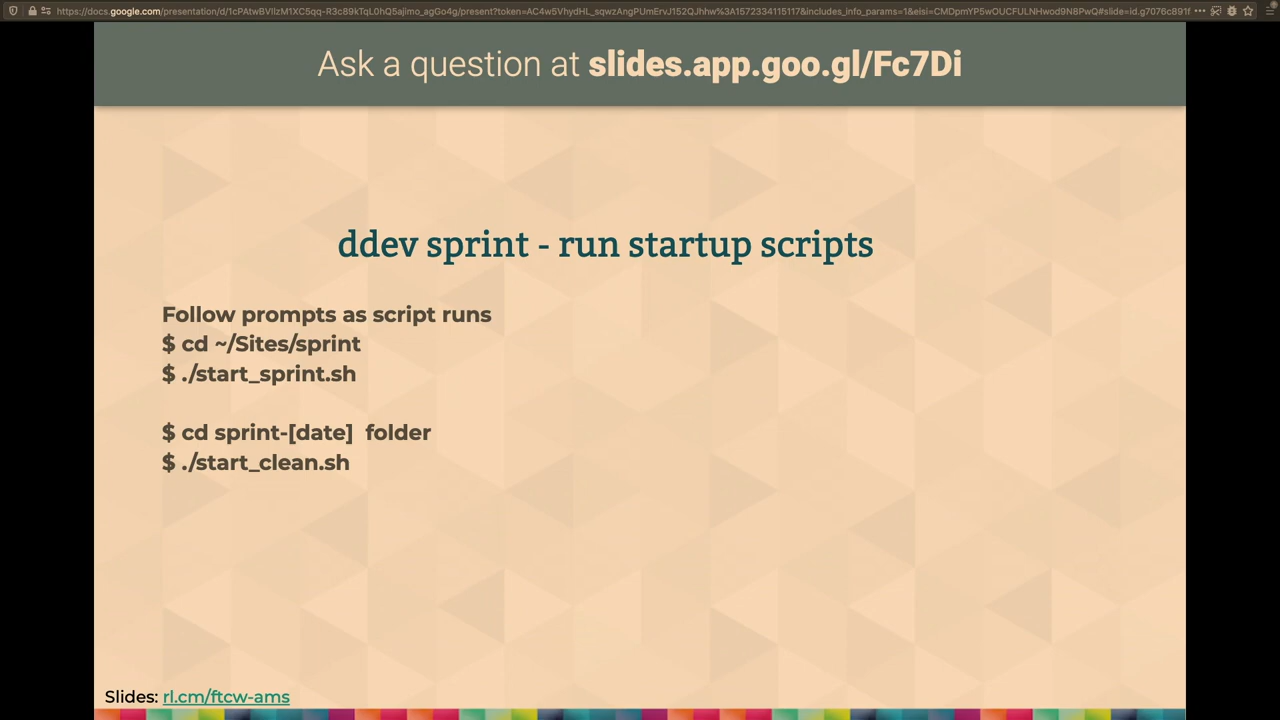 Ask a question at slides.app.goo.gl/Fc7Di
ddev sprint - run startup scripts
Follow prompts as script runs
$ cd ~/Sites/sprint
$ ./start_sprint.sh
$ cd sprint-[date]  folder
$ ./start_clean.sh
Slides: rl.cm/ftcw-ams